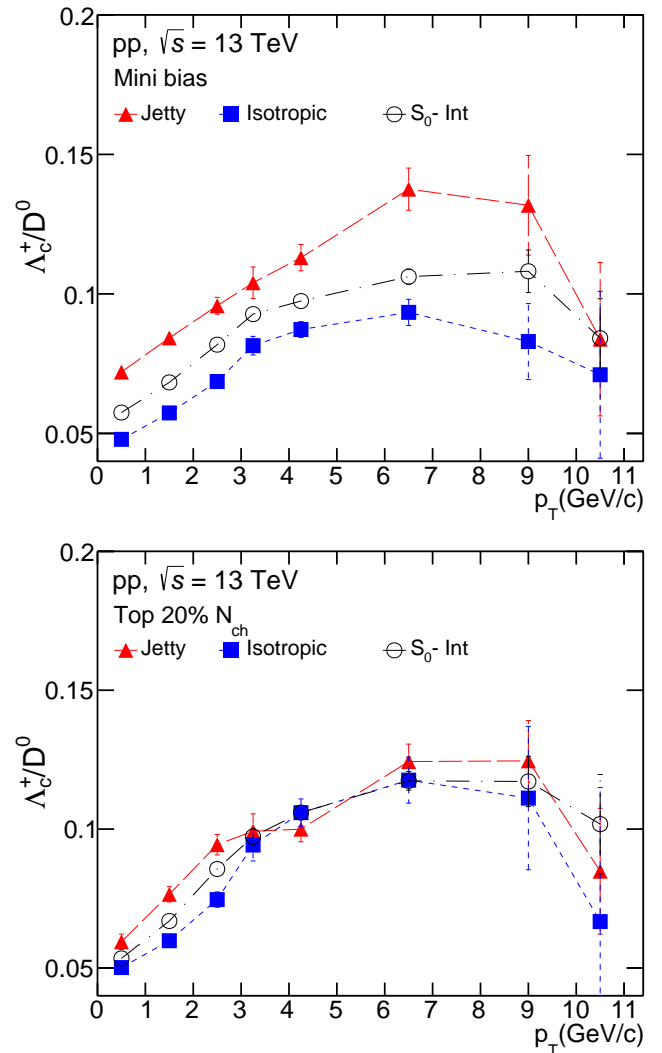 0.2
pp, √s = 13 TeV
Mini bias
Jetty Isotropic S₀- Int
0.15
Λc⁺/D⁰
0.1
0.05
0 1 2 3 4 5 6 7 8 9 10 11
p_T(GeV/c)
0.2
pp, √s = 13 TeV
Top 20% N_ch
Jetty Isotropic S₀- Int
0.15
Λc⁺/D⁰
0.1
0.05
0 1 2 3 4 5 6 7 8 9 10 11
p_T(GeV/c)